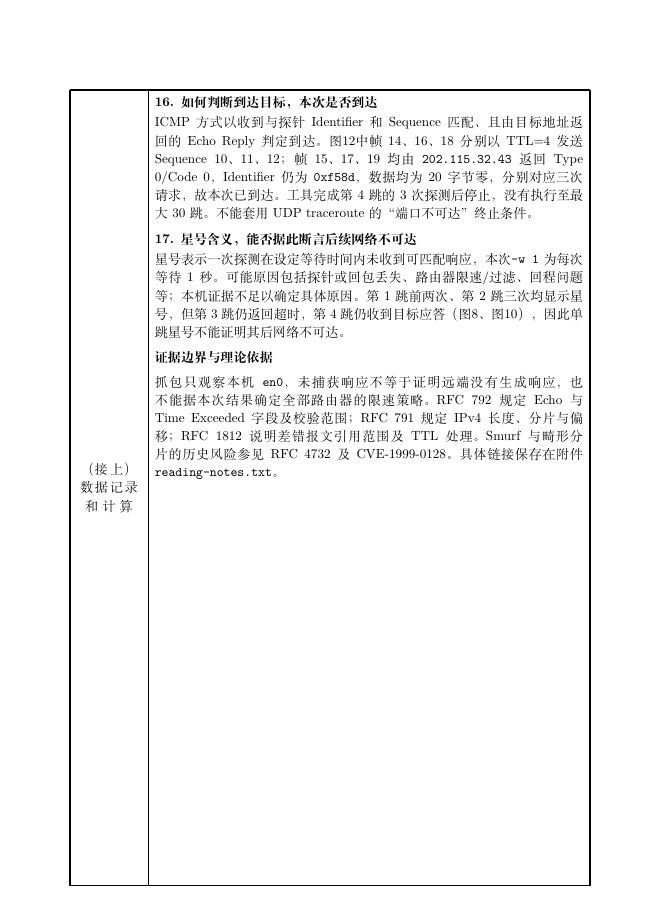 16. 如何判断到达目标，本次是否到达
ICMP 方式以收到与探针 Identifier 和 Sequence 匹配、且由目标地址返
回的 Echo Reply 判定到达。图12中帧 14、16、18 分别以 TTL=4 发送
Sequence 10、11、12；帧 15、17、19 均由 202.115.32.43 返回 Type
0/Code 0，Identifier 仍为 0xf58d，数据均为 20 字节零，分别对应三次
请求，故本次已到达。工具完成第 4 跳的 3 次探测后停止，没有执行至最
大 30 跳。不能套用 UDP traceroute 的 “端口不可达” 终止条件。
17. 星号含义，能否据此断言后续网络不可达
星号表示一次探测在设定等待时间内未收到可匹配响应，本次-w 1 为每次
等待 1 秒。可能原因包括探针或回包丢失、路由器限速/过滤、回程问题
等；本机证据不足以确定具体原因。第 1 跳前两次、第 2 跳三次均显示星
号，但第 3 跳仍返回超时，第 4 跳仍收到目标应答（图8、图10），因此单
跳星号不能证明其后网络不可达。
证据边界与理论依据
抓包只观察本机 en0，未捕获响应不等于证明远端没有生成响应，也
不能据本次结果确定全部路由器的限速策略。RFC 792 规定 Echo 与
Time Exceeded 字段及校验范围；RFC 791 规定 IPv4 长度、分片与偏
移；RFC 1812 说明差错报文引用范围及 TTL 处理。Smurf 与畸形分
片的历史风险参见 RFC 4732 及 CVE-1999-0128。具体链接保存在附件
reading-notes.txt。
（接上）
数据记录
和计算